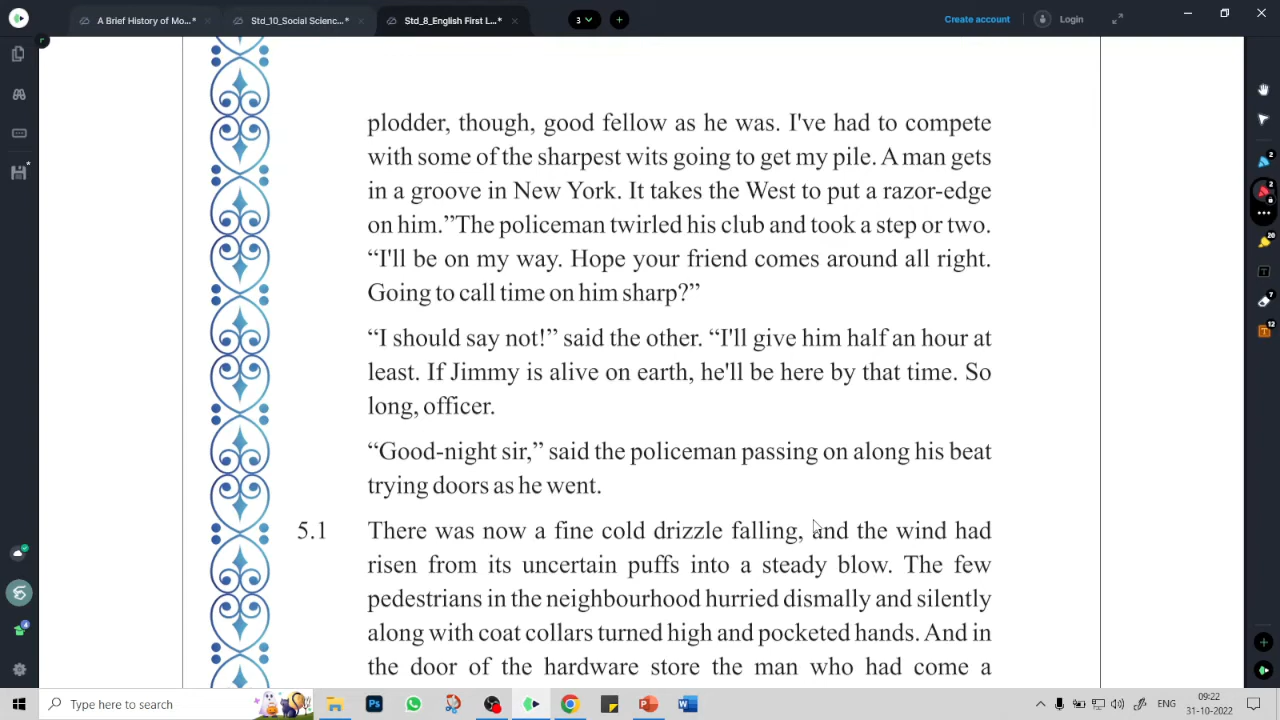 A Brief History of Mo...*
Std_10_Social Scienc...*
Std_8_English First L...*
3
Create account
Login
plodder, though, good fellow as he was. I've had to compete
with some of the sharpest wits going to get my pile. A man gets
in a groove in New York. It takes the West to put a razor-edge
on him.”The policeman twirled his club and took a step or two.
“I'll be on my way. Hope your friend comes around all right.
Going to call time on him sharp?”
“I should say not!” said the other. “I'll give him half an hour at
least. If Jimmy is alive on earth, he'll be here by that time. So
long, officer.
“Good-night sir,” said the policeman passing on along his beat
trying doors as he went.
5.1 There was now a fine cold drizzle falling, and the wind had
risen from its uncertain puffs into a steady blow. The few
pedestrians in the neighbourhood hurried dismally and silently
along with coat collars turned high and pocketed hands. And in
the door of the hardware store the man who had come a
2
2
20
T
7
T 12
4
Type here to search
Ps
P
W
ENG
09:22
31-10-2022